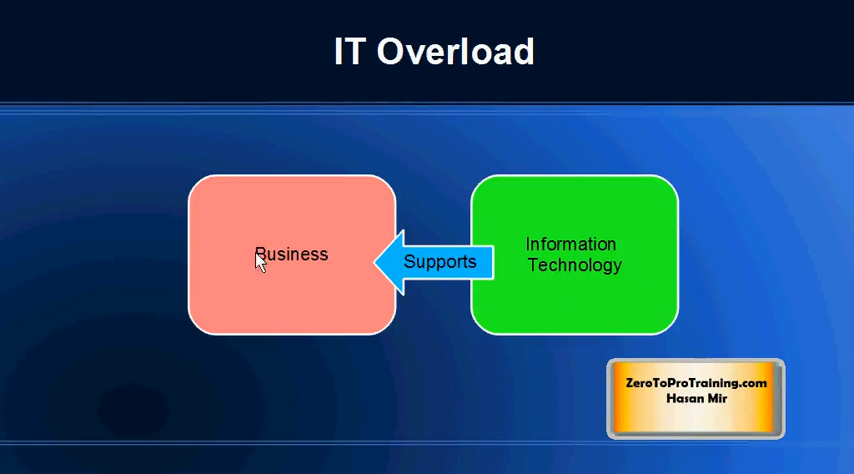 IT Overload
Business
Supports
Information
Technology
ZeroToProTraining.com
Hasan Mir